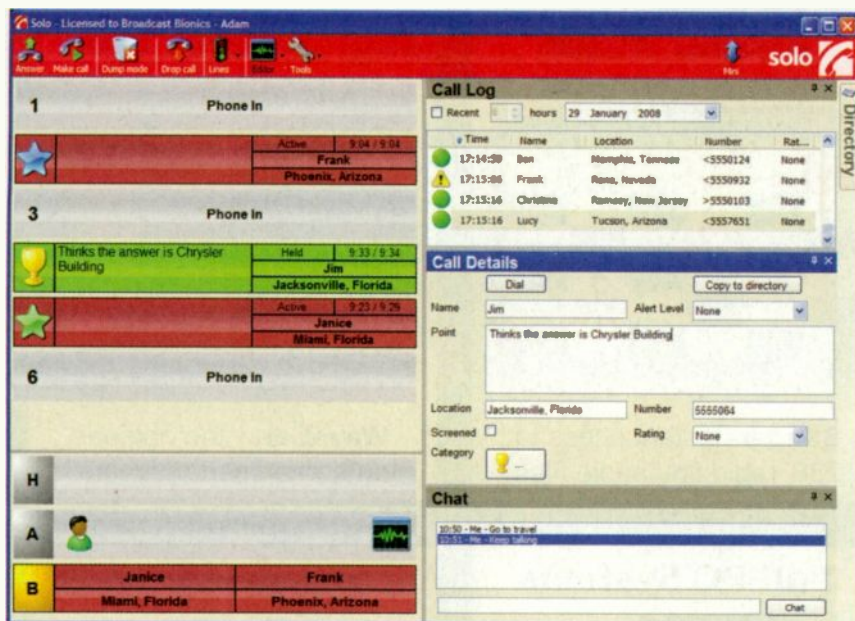 Solo - Licensed to Broadcast Bionics - Adam
Answer Make call Dump mode Drop call Lines Editor Tools
Hrs
solo
1 Phone In
Active 9:04 / 9:04
Frank
Phoenix, Arizona
3 Phone In
Thinks the answer is Chrysler
Building
Held 9:33 / 9:34
Jim
Jacksonville, Florida
Active 9:23 / 9:29
Janice
Miami, Florida
6 Phone In
H
A
B
Janice Frank
Miami, Florida Phoenix, Arizona
Call Log
Recent 6 hours 29 January 2008
Time Name Location Number Rat...
17:14:59 Ben Memphis, Tennese <5550124 None
17:15:06 Frank Reno, Nevada <5550932 None
17:15:16 Christine Ramsey, New Jersey >5550103 None
17:15:16 Lucy Tucson, Arizona <5557651 None
Directory
Call Details
Dial Copy to directory
Name Jim Alert Level None
Point Thinks the answer is Chrysler Building
Location Jacksonville, Florida Number 5555064
Screened Rating None
Category
Chat
10:50 - Me - Go to travel
10:51 - Me - Keep talking
Chat